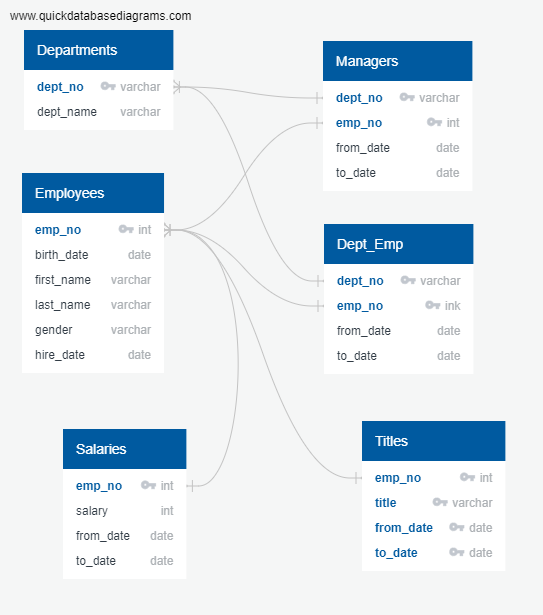 www.quickdatabasediagrams.com
Departments
dept_no varchar
dept_name varchar
Managers
dept_no varchar
emp_no int
from_date date
to_date date
Employees
emp_no int
birth_date date
first_name varchar
last_name varchar
gender varchar
hire_date date
Dept_Emp
dept_no varchar
emp_no ink
from_date date
to_date date
Salaries
emp_no int
salary int
from_date date
to_date date
Titles
emp_no int
title varchar
from_date date
to_date date